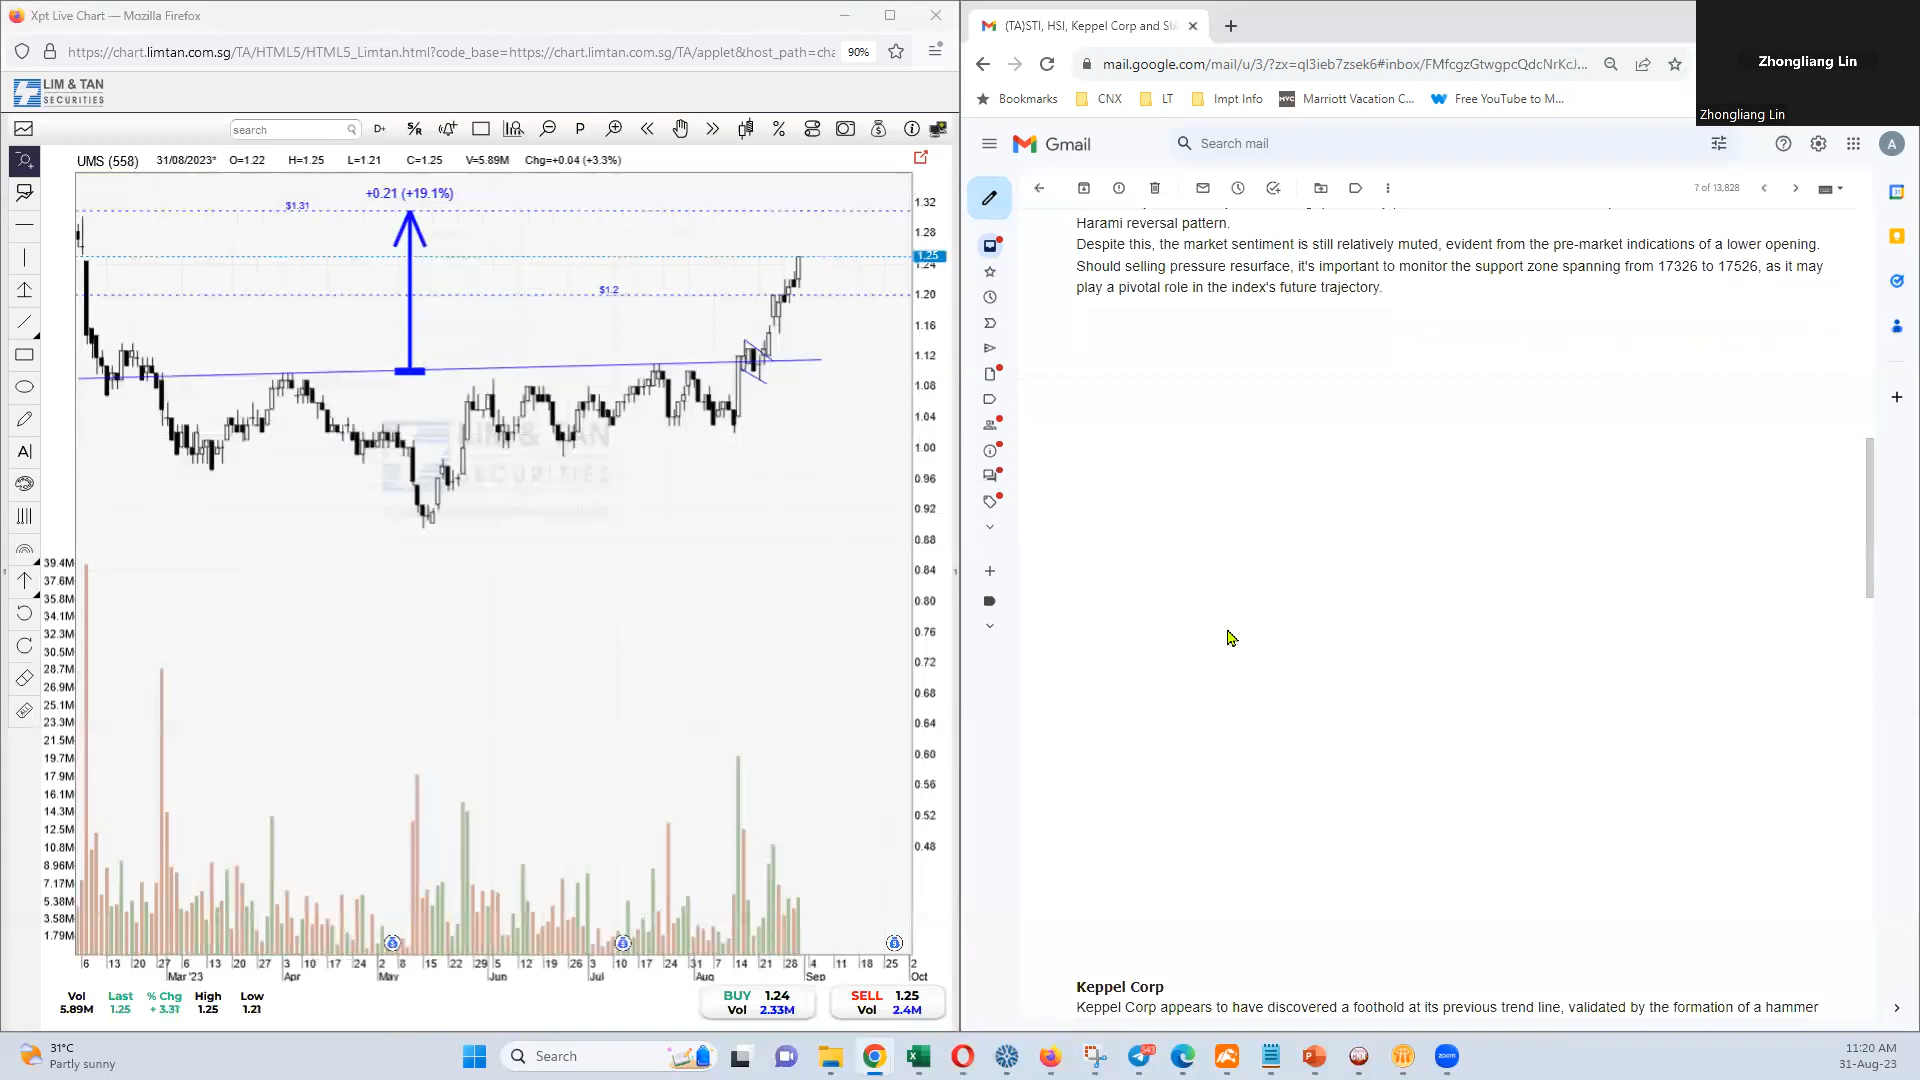 Xpt Live Chart — Mozilla Firefox
https://chart.limtan.com.sg/TA/HTML5/HTML5_Limtan.html?code_base=https://chart.limtan.com.sg/TA/applet&host_path=cha
90%
LIM & TAN
SECURITIES
search
D+
S/R
P
UMS (558) 31/08/2023* O=1.22 H=1.25 L=1.21 C=1.25 V=5.89M Chg=+0.04 (+3.3%)
+0.21 (+19.1%)
$1.31
$1.2
1.32
1.28
1.25
1.24
1.20
1.16
1.12
1.08
1.04
1.00
0.96
0.92
0.88
0.84
0.80
0.76
0.72
0.68
0.64
0.60
0.56
0.52
0.48
LIM & TAN
SECURITIES
39.4M
37.6M
35.8M
34.1M
32.3M
30.5M
28.7M
26.9M
25.1M
23.3M
21.5M
19.7M
17.9M
16.1M
14.3M
12.5M
10.8M
8.96M
7.17M
5.38M
3.58M
1.79M
6 13 20 27 6 13 20 27 3 10 17 24 2 8 15 22 29 5 12 19 26 3 10 17 24 1 14 21 28 4 11 18 25 2
Mar '23 Apr May Jun Jul Aug Sep Oct
Vol Last % Chg High Low
5.89M 1.25 + 3.31 1.25 1.21
BUY 1.24
Vol 2.33M
SELL 1.25
Vol 2.4M
(TA)STI, HSI, Keppel Corp and Si
mail.google.com/mail/u/3/?zx=ql3ieb7zsek6#inbox/FMfcgzGtwgpcQdcNrKcJ...
Bookmarks CNX LT Impt Info Marriott Vacation C... Free YouTube to M...
Zhongliang Lin
Zhongliang Lin
Gmail
Search mail
A
7 of 13,828
Harami reversal pattern.
Despite this, the market sentiment is still relatively muted, evident from the pre-market indications of a lower opening.
Should selling pressure resurface, it's important to monitor the support zone spanning from 17326 to 17526, as it may
play a pivotal role in the index's future trajectory.
Keppel Corp
Keppel Corp appears to have discovered a foothold at its previous trend line, validated by the formation of a hammer
31°C
Partly sunny
Search
zoom
11:20 AM
31-Aug-23